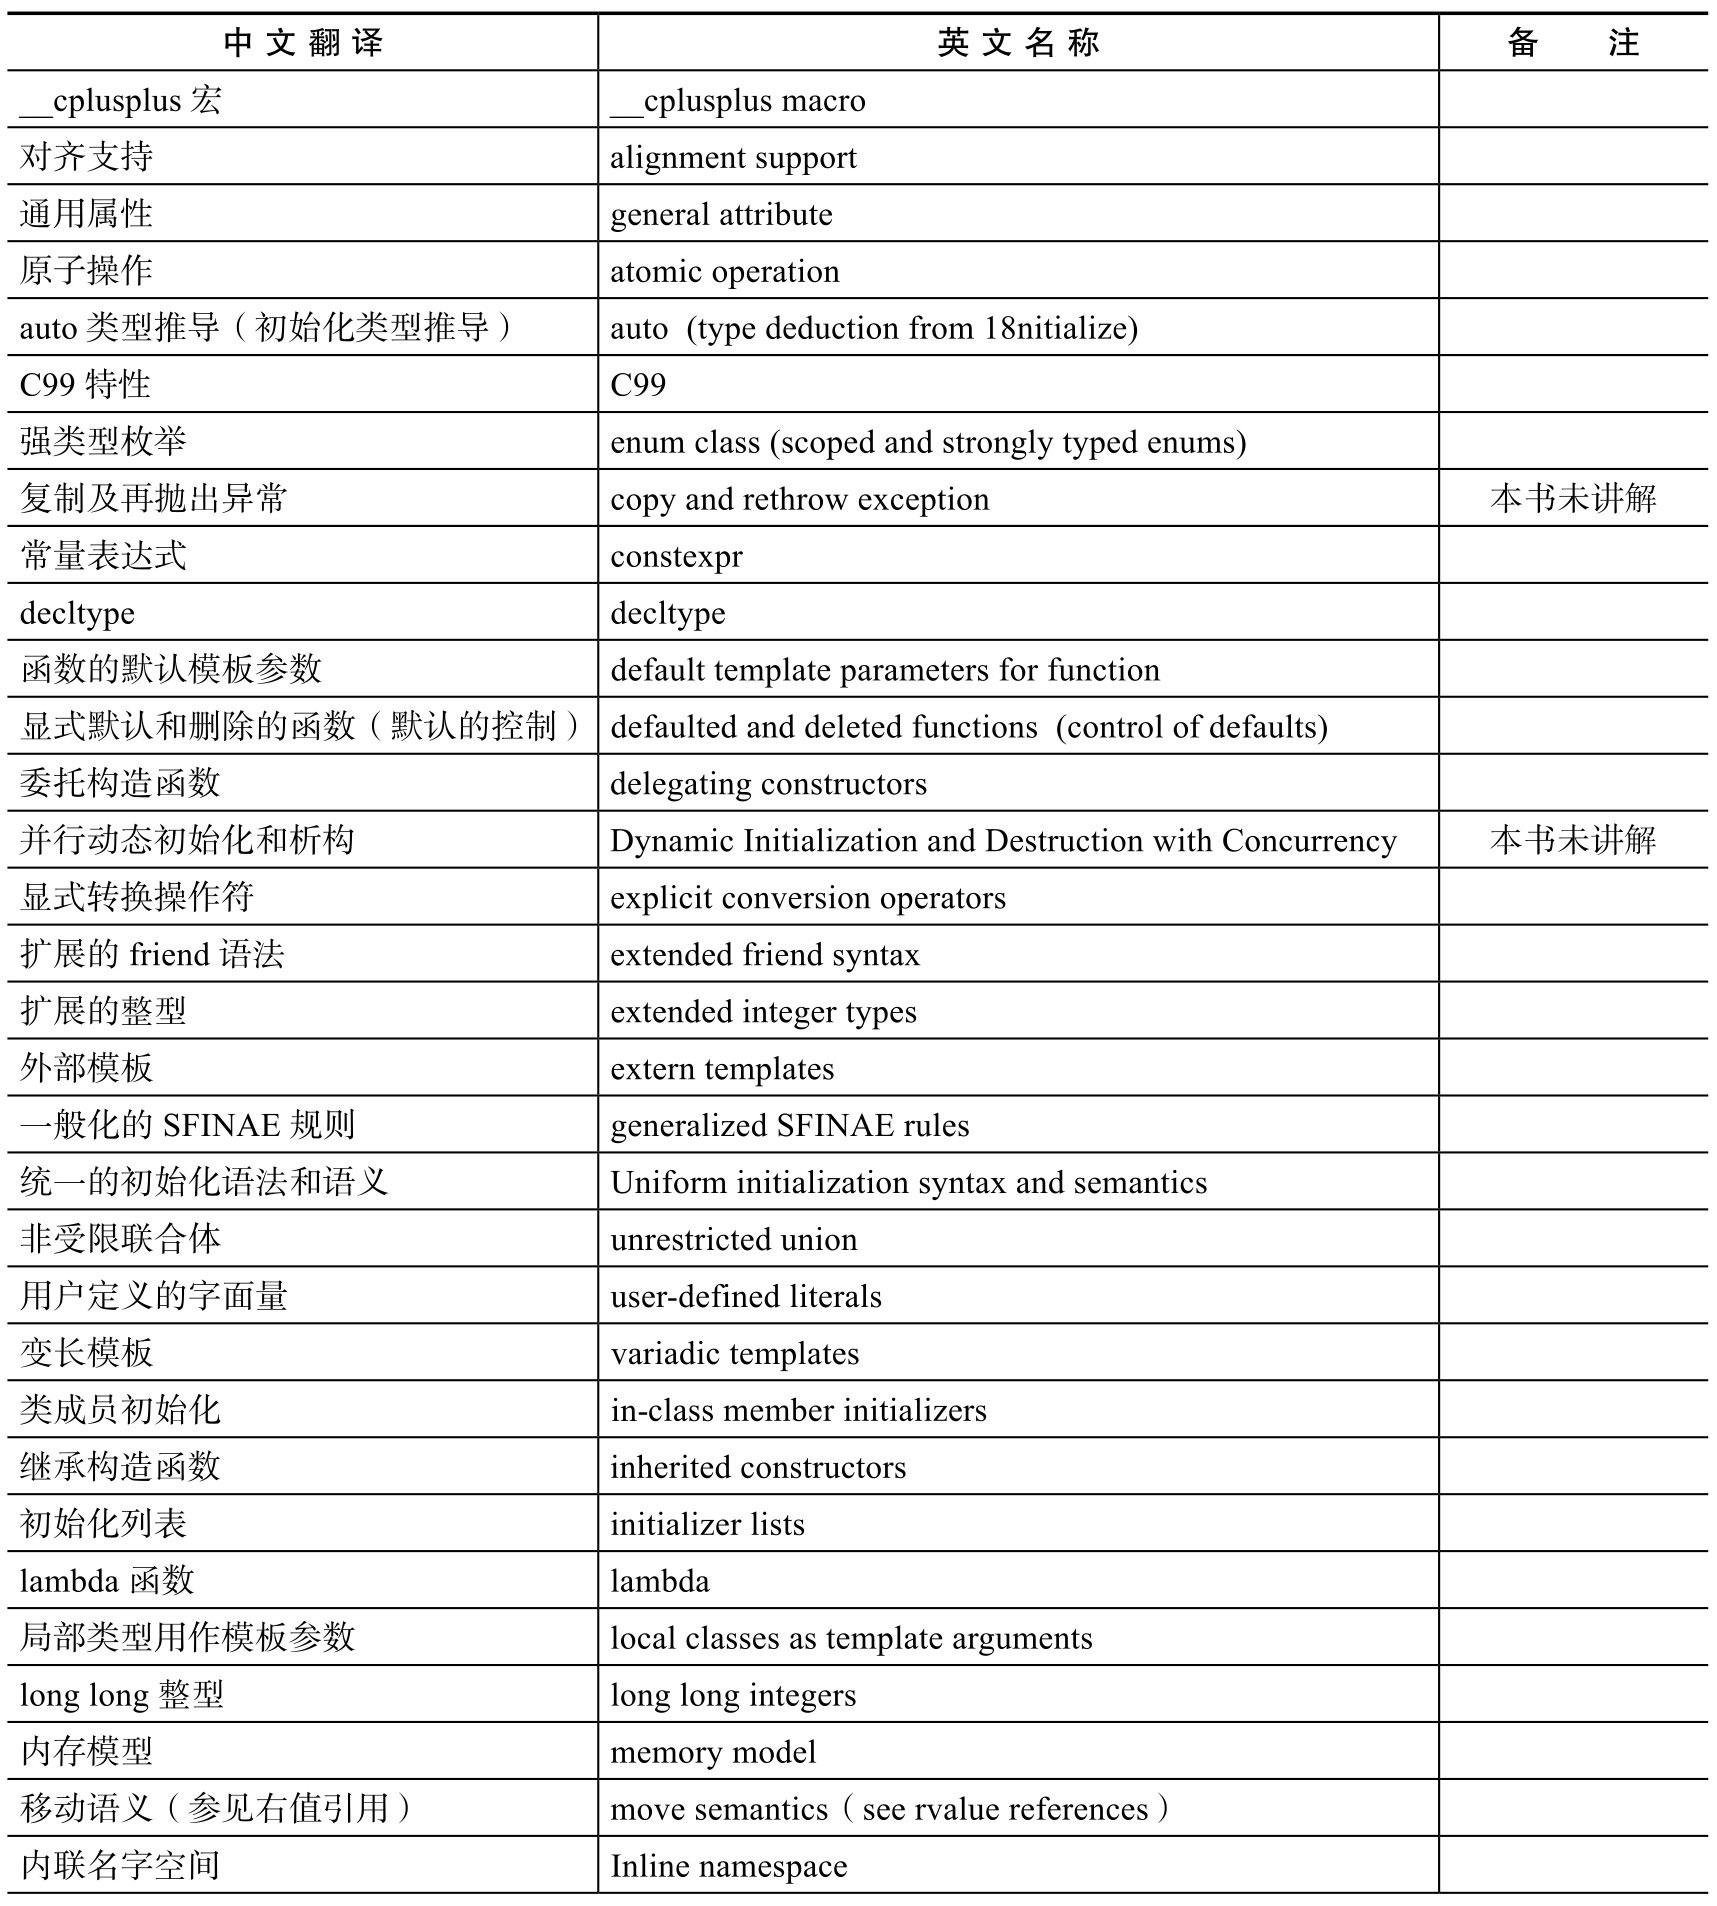 中文翻译 英文名称 备 注
__cplusplus 宏 __cplusplus macro
对齐支持 alignment support
通用属性 general attribute
原子操作 atomic operation
auto 类型推导（初始化类型推导） auto (type deduction from 18nitialize)
C99 特性 C99
强类型枚举 enum class (scoped and strongly typed enums)
复制及再抛出异常 copy and rethrow exception 本书未讲解
常量表达式 constexpr
decltype decltype
函数的默认模板参数 default template parameters for function
显式默认和删除的函数（默认的控制） defaulted and deleted functions (control of defaults)
委托构造函数 delegating constructors
并行动态初始化和析构 Dynamic Initialization and Destruction with Concurrency 本书未讲解
显式转换操作符 explicit conversion operators
扩展的 friend 语法 extended friend syntax
扩展的整型 extended integer types
外部模板 extern templates
一般化的 SFINAE 规则 generalized SFINAE rules
统一的初始化语法和语义 Uniform initialization syntax and semantics
非受限联合体 unrestricted union
用户定义的字面量 user-defined literals
变长模板 variadic templates
类成员初始化 in-class member initializers
继承构造函数 inherited constructors
初始化列表 initializer lists
lambda 函数 lambda
局部类型用作模板参数 local classes as template arguments
long long 整型 long long integers
内存模型 memory model
移动语义（参见右值引用） move semantics（see rvalue references）
内联名字空间 Inline namespace